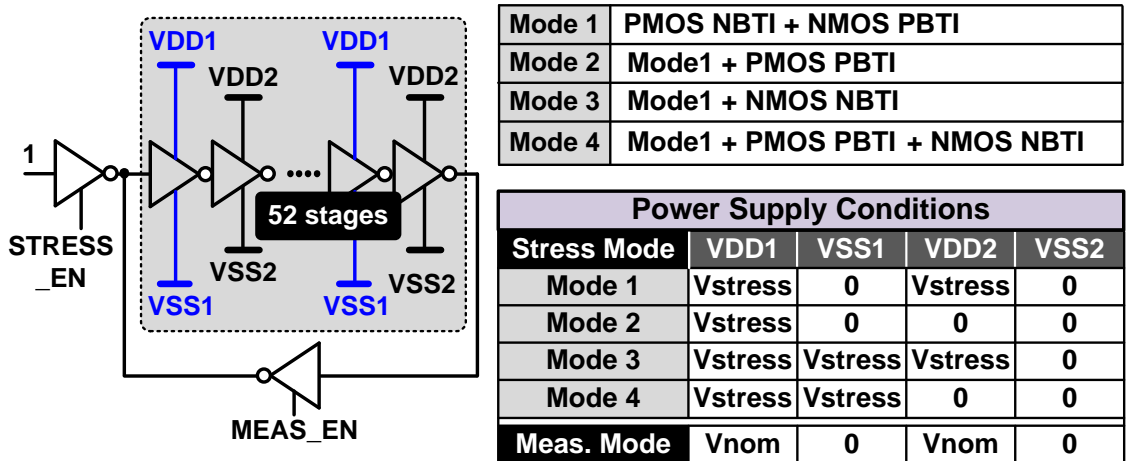 VDD1
VDD1
VDD2
VDD2
1
52 stages
STRESS
_EN
VSS2
VSS2
VSS1
VSS1
MEAS_EN
Mode 1 PMOS NBTI + NMOS PBTI
Mode 2 Mode1 + PMOS PBTI
Mode 3 Mode1 + NMOS NBTI
Mode 4 Mode1 + PMOS PBTI + NMOS NBTI
Power Supply Conditions
Stress Mode VDD1 VSS1 VDD2 VSS2
Mode 1 Vstress 0 Vstress 0
Mode 2 Vstress 0 0 0
Mode 3 Vstress Vstress Vstress 0
Mode 4 Vstress Vstress 0 0
Meas. Mode Vnom 0 Vnom 0